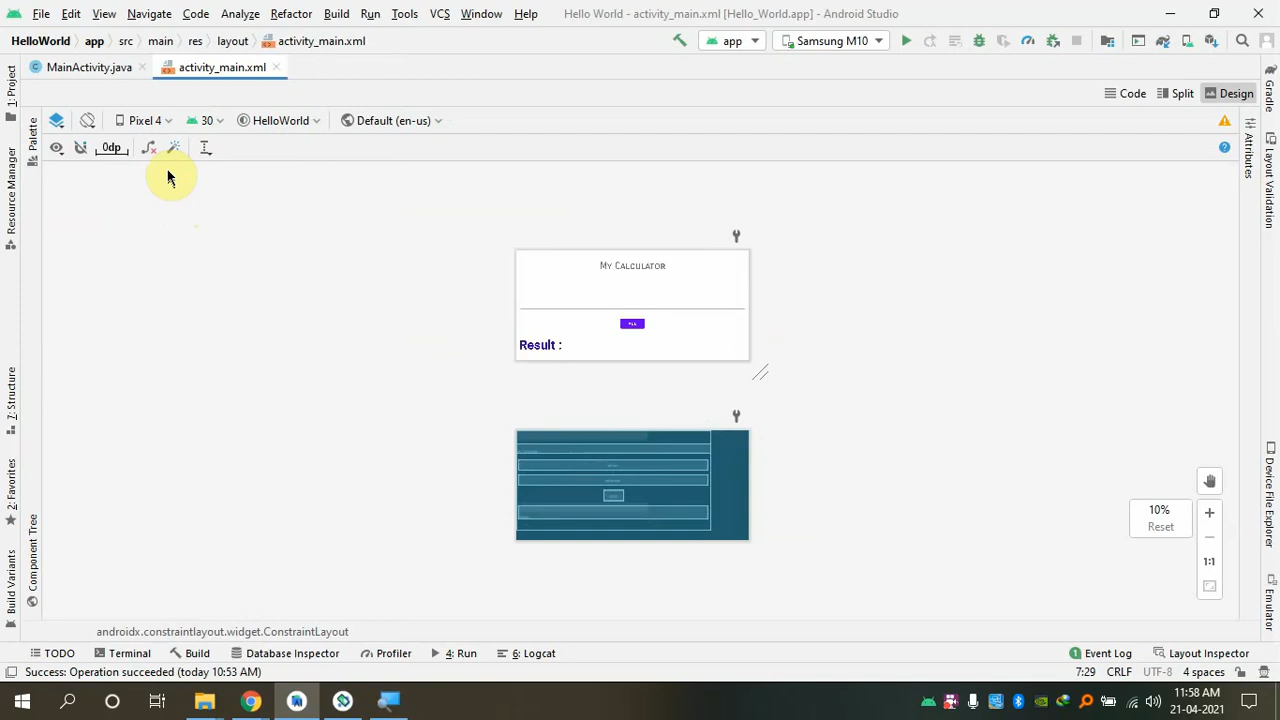 File Edit View Navigate Code Analyze Refactor Build Run Tools VCS Window Help Hello World - activity_main.xml [Hello_World.app] - Android Studio
HelloWorld app src main res layout activity_main.xml app Samsung M10
MainActivity.java activity_main.xml
Code Split Design
Pixel 4 30 HelloWorld Default (en-us)
0dp
1: Project
Resource Manager
7: Structure
2: Favorites
Build Variants
Palette
Component Tree
My Calculator
Result :
10%
Reset
1:1
Attributes
Gradle
Layout Validation
Device File Explorer
Emulator
androidx.constraintlayout.widget.ConstraintLayout
TODO Terminal Build Database Inspector Profiler 4: Run 6: Logcat 1 Event Log Layout Inspector
Success: Operation succeeded (today 10:53 AM) 7:29 CRLF UTF-8 4 spaces
11:58 AM
21-04-2021